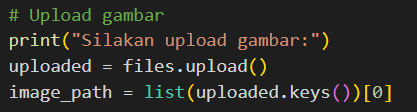 # Upload gambar
print("Silakan upload gambar:")
uploaded = files.upload()
image_path = list(uploaded.keys())[0]